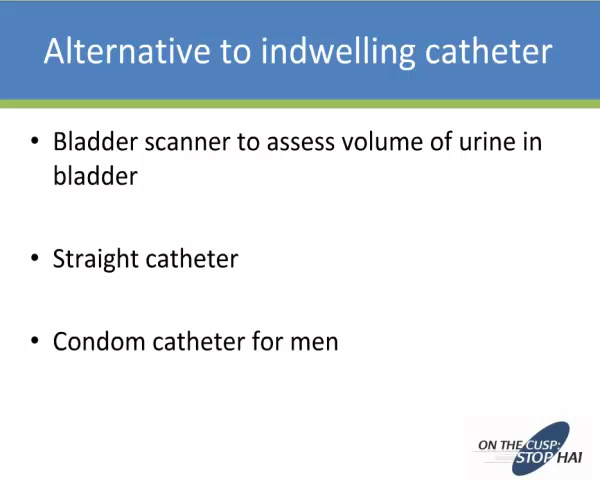 Alternative to indwelling catheter
• Bladder scanner to assess volume of urine in
bladder
• Straight catheter
• Condom catheter for men
ON THE CUSP:
STOP HAI